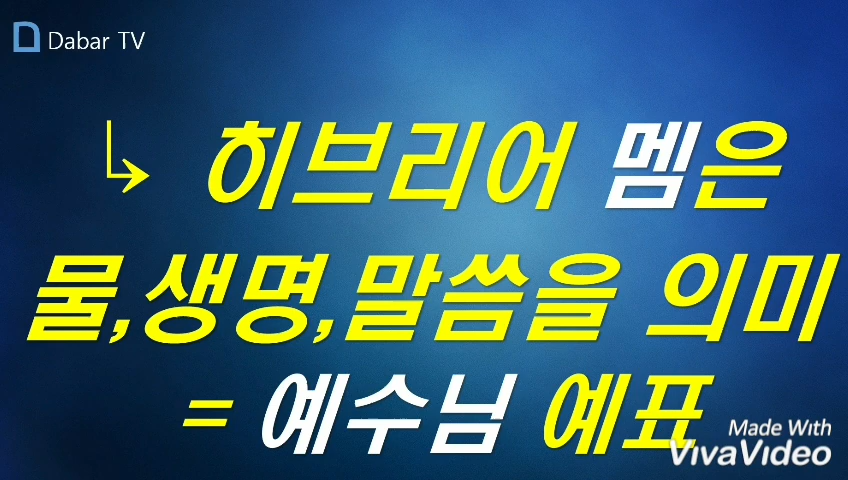 Dabar TV
↳ 히브리어 멤은
물,생명,말씀을 의미
= 예수님 예표
Made With
VivaVideo